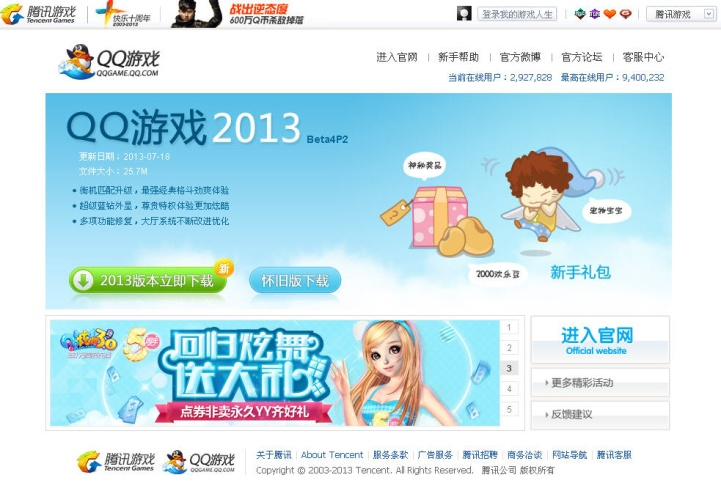 腾讯游戏
Tencent Games
快乐十周年
2003-2013
战出逆态度
600万Q币杀敌掉落
登录我的游戏人生
腾讯游戏
QQ游戏
QQGAME.QQ.COM
进入官网 | 新手帮助 | 官方微博 | 官方论坛 | 客服中心
当前在线用户：2,927,828 最高在线用户：9,400,232
QQ游戏 2013 Beta4P2
更新日期：2013-07-16
文件大小：25.7M
• 街机匹配升级，最强经典格斗劲爽体验
• 超级蓝钻外显，尊贵特权体验更加炫酷
• 多项功能修复，大厅系统不断改进优化
神秘奖品
宠物宝宝
2000欢乐豆
新手礼包
2013版本立即下载
新
怀旧版下载
5周年
回归炫舞
送大礼
点券非卖永久YY齐好礼
1
2
3
4
5
进入官网
Official website
更多精彩活动
反馈建议
腾讯游戏
Tencent Games
QQ游戏
QQGAME.QQ.COM
关于腾讯 | About Tencent | 服务条款 | 广告服务 | 腾讯招聘 | 商务洽谈 | 网站导航 | 腾讯客服
Copyright © 2003-2013 Tencent. All Rights Reserved. 腾讯公司 版权所有